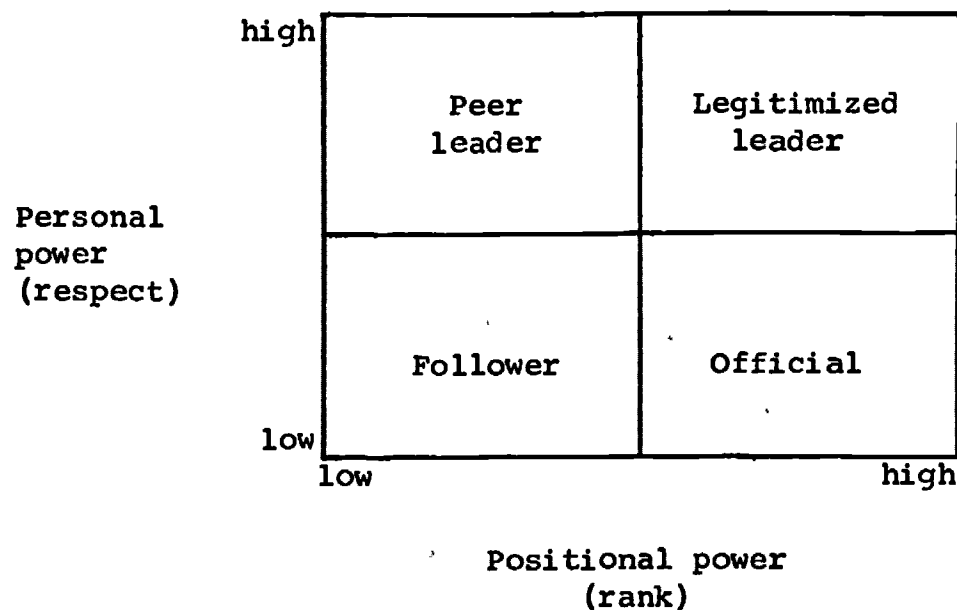 high
Peer
leader
Legitimized
leader
Personal
power
(respect)
Follower
Official
low
low
high
Positional power
(rank)